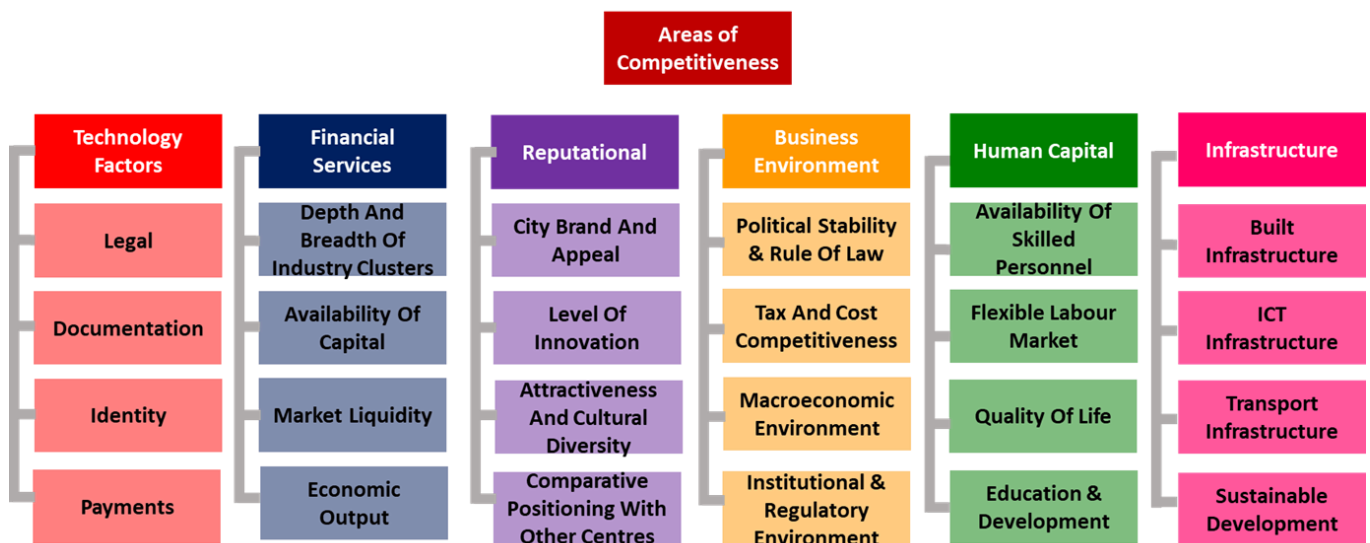 Areas of
Competitiveness
Technology
Factors
Legal
Documentation
Identity
Payments
Financial
Services
Depth And
Breadth Of
Industry Clusters
Availability Of
Capital
Market Liquidity
Economic
Output
Reputational
City Brand And
Appeal
Level Of
Innovation
Attractiveness
And Cultural
Diversity
Comparative
Positioning With
Other Centres
Business
Environment
Political Stability
& Rule Of Law
Tax And Cost
Competitiveness
Macroeconomic
Environment
Institutional &
Regulatory
Environment
Human Capital
Availability Of
Skilled
Personnel
Flexible Labour
Market
Quality Of Life
Education &
Development
Infrastructure
Built
Infrastructure
ICT
Infrastructure
Transport
Infrastructure
Sustainable
Development